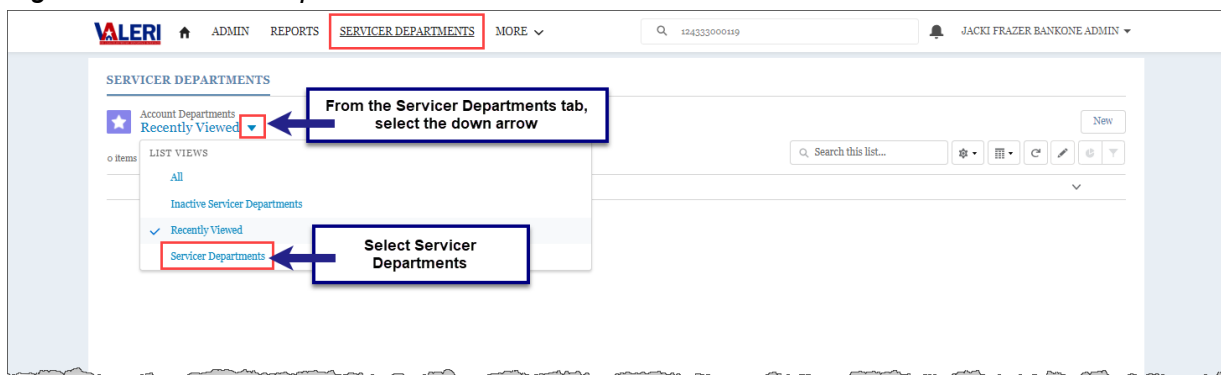 VALERI ADMIN REPORTS SERVICER DEPARTMENTS MORE 124333000119 JACKI FRAZER BANKONE ADMIN
SERVICER DEPARTMENTS
Account Departments
Recently Viewed
From the Servicer Departments tab,
select the down arrow
New
0 items
Search this list...
LIST VIEWS
All
Inactive Servicer Departments
Recently Viewed
Servicer Departments
Select Servicer
Departments